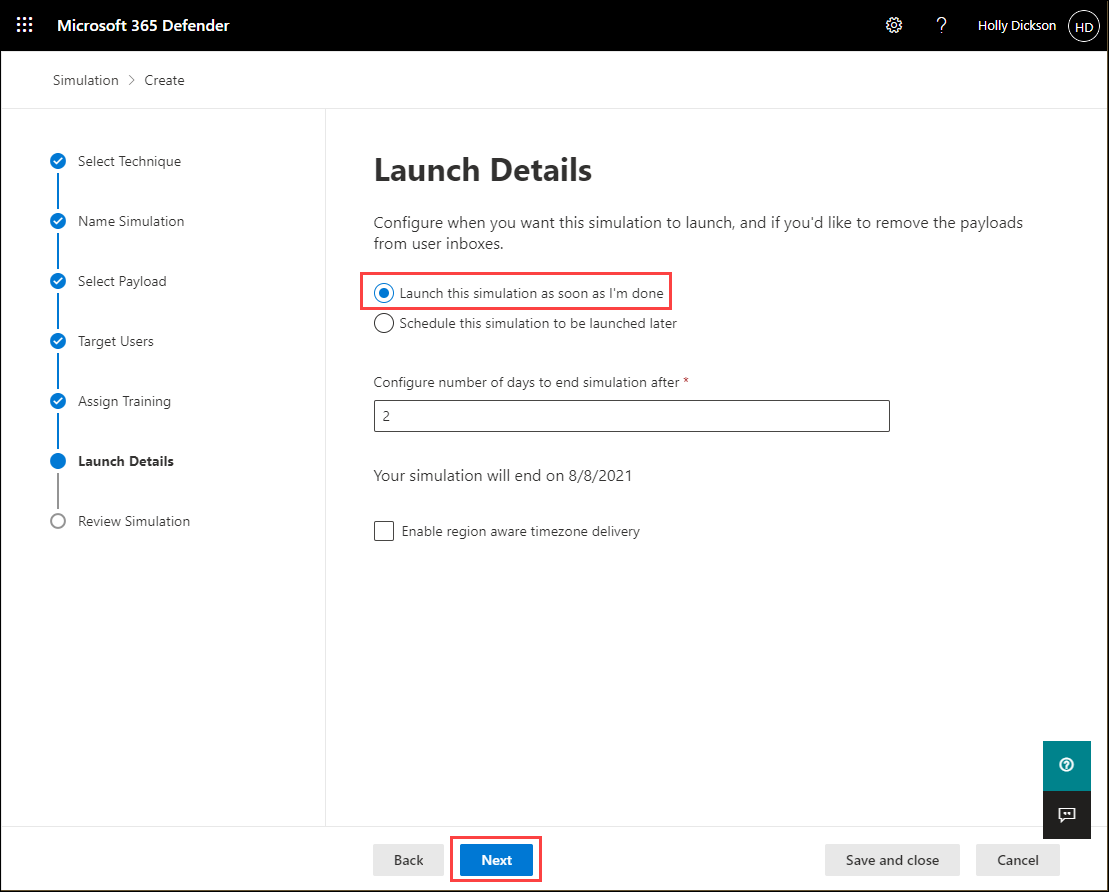 Microsoft 365 Defender
Holly Dickson
HD
Simulation > Create
Select Technique
Name Simulation
Select Payload
Target Users
Assign Training
Launch Details
Review Simulation
Launch Details
Configure when you want this simulation to launch, and if you'd like to remove the payloads
from user inboxes.
Launch this simulation as soon as I'm done
Schedule this simulation to be launched later
Configure number of days to end simulation after *
2
Your simulation will end on 8/8/2021
Enable region aware timezone delivery
Back
Next
Save and close
Cancel